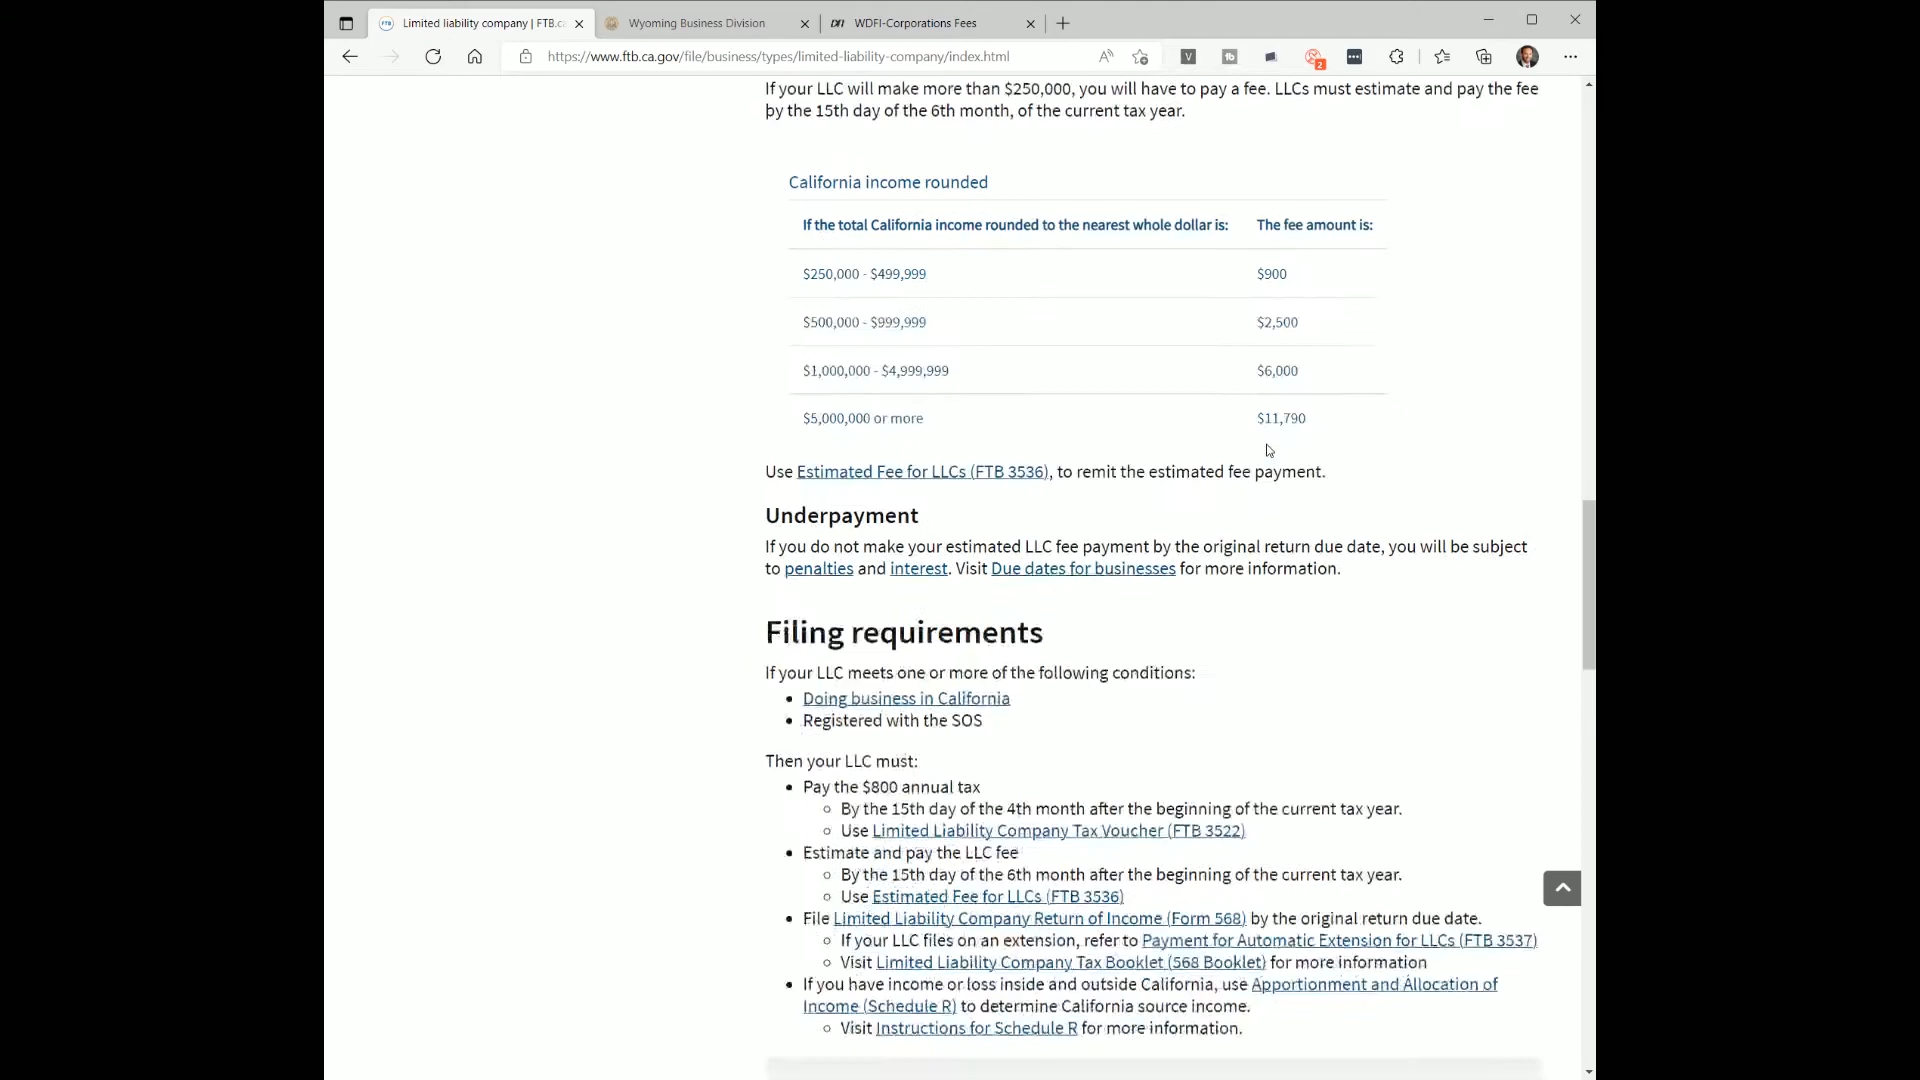 Limited liability company | FTB.c
Wyoming Business Division
DFI WDFI-Corporations Fees
https://www.ftb.ca.gov/file/business/types/limited-liability-company/index.html
V
tb
2
If your LLC will make more than $250,000, you will have to pay a fee. LLCs must estimate and pay the fee
by the 15th day of the 6th month, of the current tax year.
California income rounded
If the total California income rounded to the nearest whole dollar is: The fee amount is:
$250,000 - $499,999 $900
$500,000 - $999,999 $2,500
$1,000,000 - $4,999,999 $6,000
$5,000,000 or more $11,790
Use Estimated Fee for LLCs (FTB 3536), to remit the estimated fee payment.
Underpayment
If you do not make your estimated LLC fee payment by the original return due date, you will be subject
to penalties and interest. Visit Due dates for businesses for more information.
Filing requirements
If your LLC meets one or more of the following conditions:
• Doing business in California
• Registered with the SOS
Then your LLC must:
• Pay the $800 annual tax
◦ By the 15th day of the 4th month after the beginning of the current tax year.
◦ Use Limited Liability Company Tax Voucher (FTB 3522)
• Estimate and pay the LLC fee
◦ By the 15th day of the 6th month after the beginning of the current tax year.
◦ Use Estimated Fee for LLCs (FTB 3536)
• File Limited Liability Company Return of Income (Form 568) by the original return due date.
◦ If your LLC files on an extension, refer to Payment for Automatic Extension for LLCs (FTB 3537)
◦ Visit Limited Liability Company Tax Booklet (568 Booklet) for more information
• If you have income or loss inside and outside California, use Apportionment and Allocation of
Income (Schedule R) to determine California source income.
◦ Visit Instructions for Schedule R for more information.